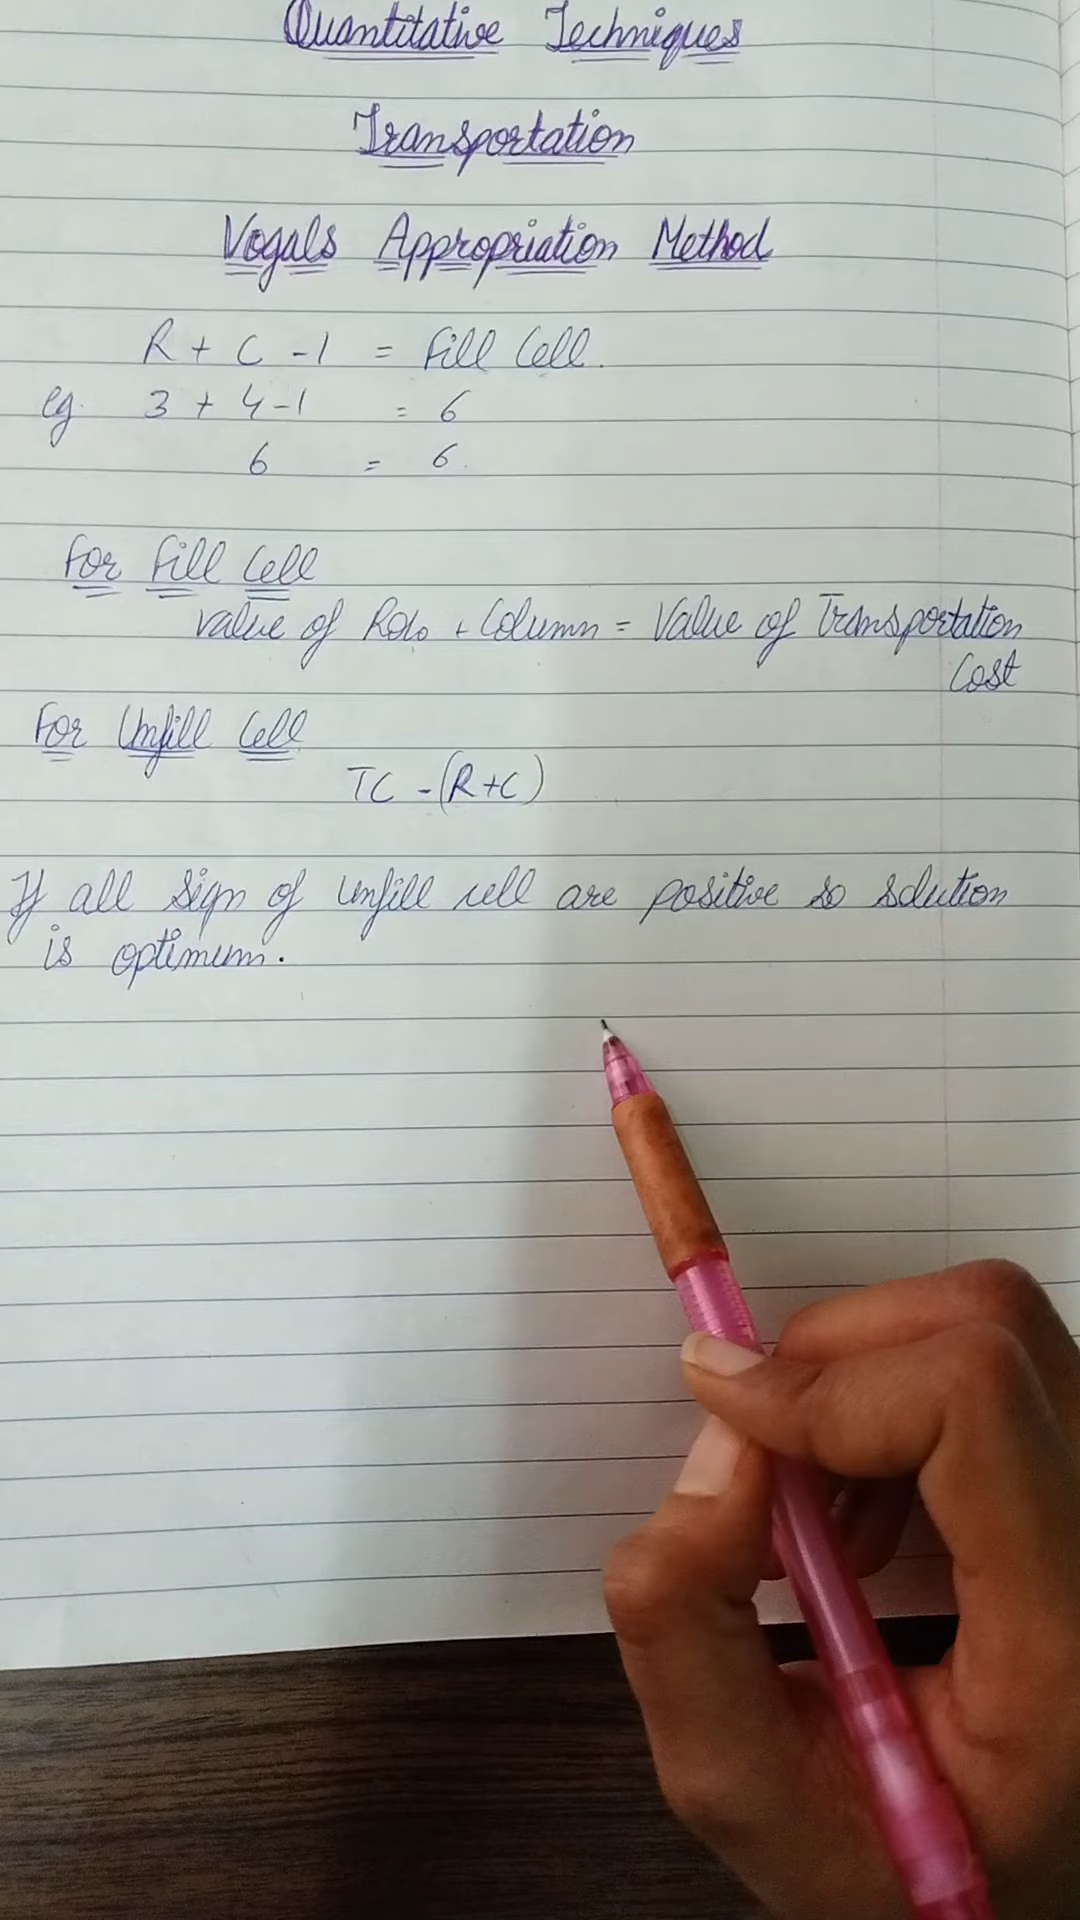 Quantitative Techniques
Transportation
Vogals Appropriation Method
R + C - 1 = Fill Cell.
eg. 3 + 4 - 1 = 6
6 = 6.
For Fill Cell
Value of Row + Column = Value of Transportation
Cost
For Unfill Cell
TC - (R+C)
If all sign of unfill cell are positive so solution
is optimum.